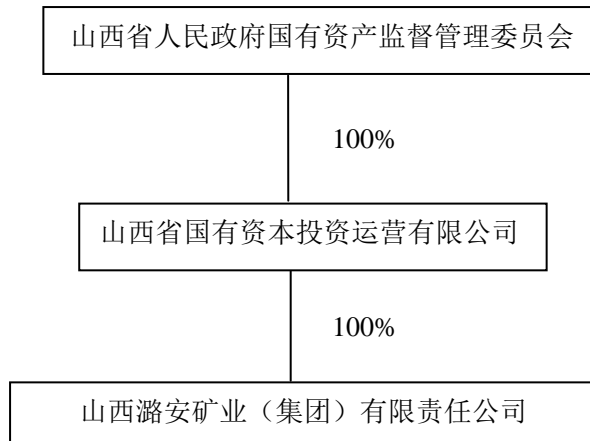 山西省人民政府国有资产监督管理委员会
100%
山西省国有资本投资运营有限公司
100%
山西潞安矿业（集团）有限责任公司